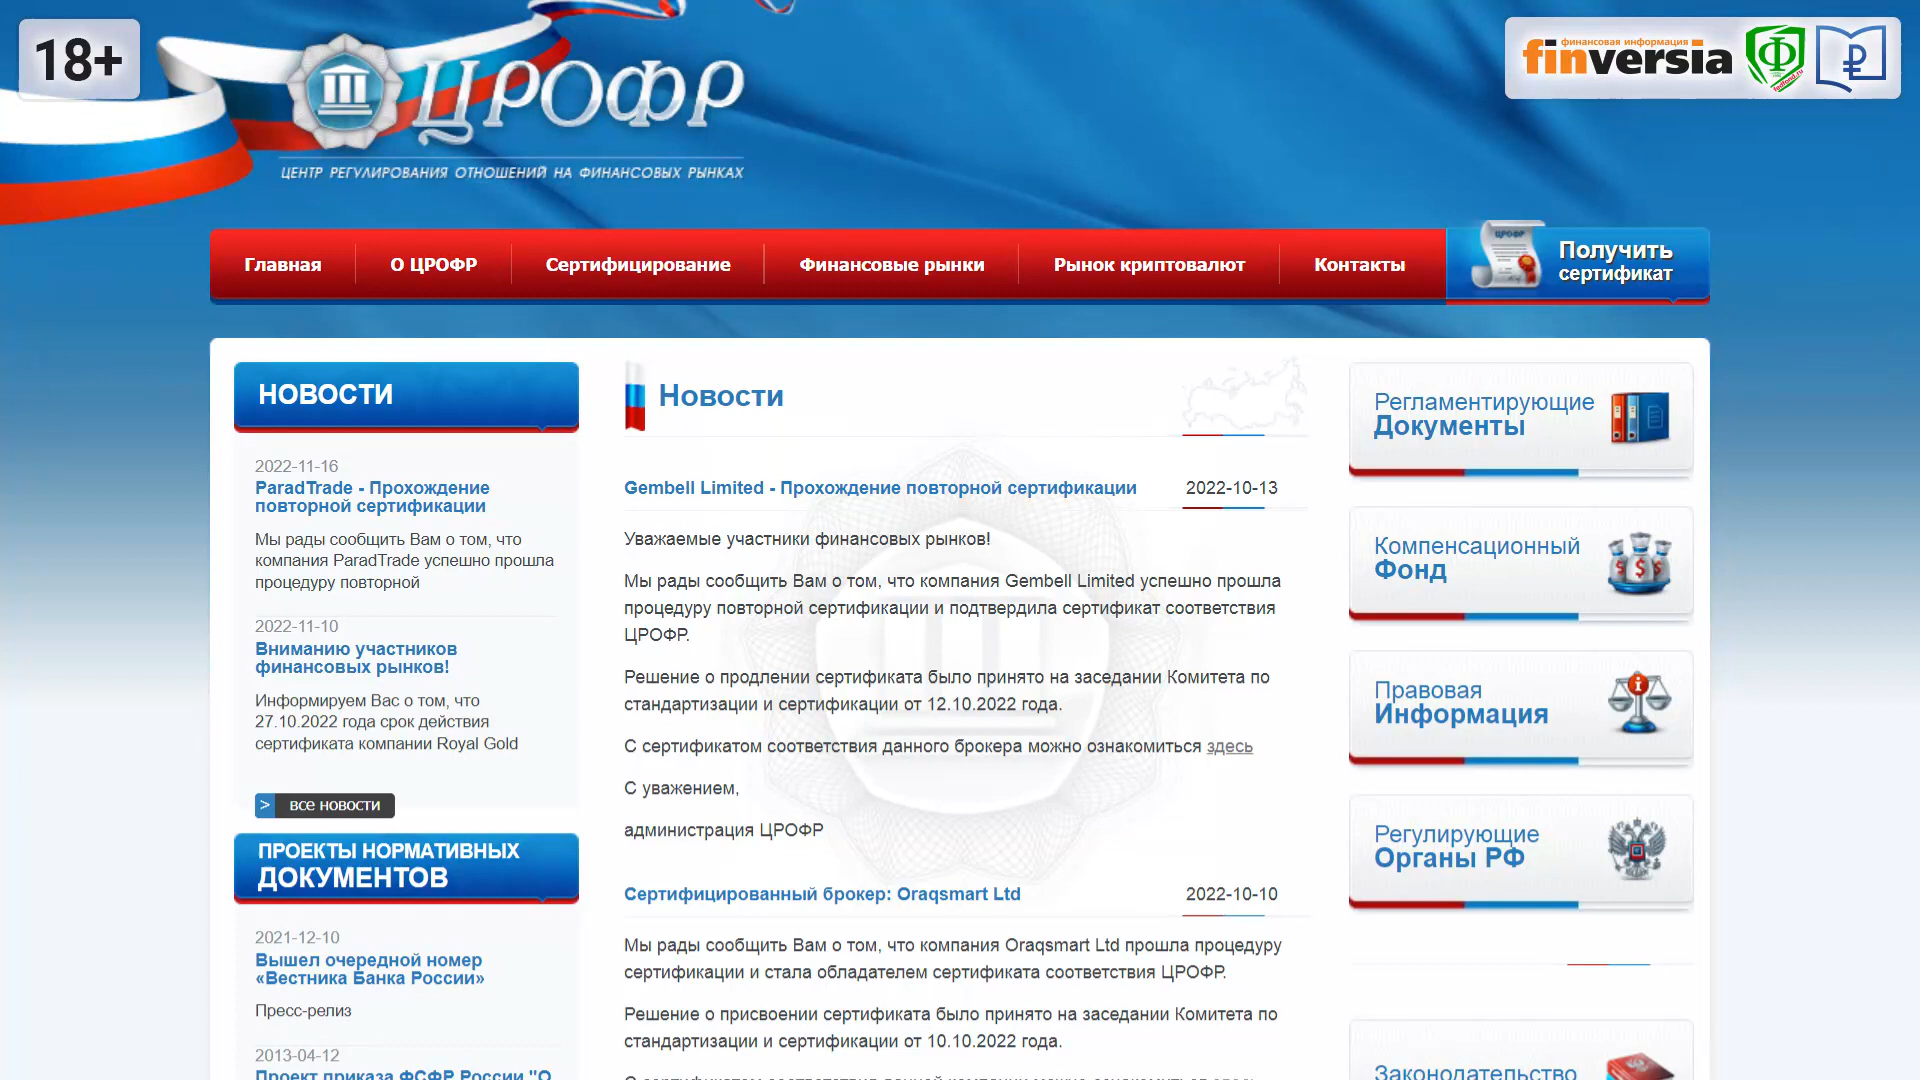 18+
ЦРОФР
ЦЕНТР РЕГУЛИРОВАНИЯ ОТНОШЕНИЙ НА ФИНАНСОВЫХ РЫНКАХ
финансовая информация
finversia
Главная
О ЦРОФР
Сертифицирование
Финансовые рынки
Рынок криптовалют
Контакты
ЦРОФР
Получить
сертификат
НОВОСТИ
2022-11-16
ParadTrade - Прохождение
повторной сертификации
Мы рады сообщить Вам о том, что
компания ParadTrade успешно прошла
процедуру повторной
2022-11-10
Вниманию участников
финансовых рынков!
Информируем Вас о том, что
27.10.2022 года срок действия
сертификата компании Royal Gold
> все новости
ПРОЕКТЫ НОРМАТИВНЫХ
ДОКУМЕНТОВ
2021-12-10
Вышел очередной номер
«Вестника Банка России»
Пресс-релиз
2013-04-12
Проект приказа ФСФР России "О
Новости
Gembell Limited - Прохождение повторной сертификации 2022-10-13
Уважаемые участники финансовых рынков!
Мы рады сообщить Вам о том, что компания Gembell Limited успешно прошла
процедуру повторной сертификации и подтвердила сертификат соответствия
ЦРОФР.
Решение о продлении сертификата было принято на заседании Комитета по
стандартизации и сертификации от 12.10.2022 года.
С сертификатом соответствия данного брокера можно ознакомиться здесь
С уважением,
администрация ЦРОФР
Сертифицированный брокер: Oraqsmart Ltd 2022-10-10
Мы рады сообщить Вам о том, что компания Oraqsmart Ltd прошла процедуру
сертификации и стала обладателем сертификата соответствия ЦРОФР.
Решение о присвоении сертификата было принято на заседании Комитета по
стандартизации и сертификации от 10.10.2022 года.
Регламентирующие
Документы
Компенсационный
Фонд
Правовая
Информация
Регулирующие
Органы РФ
Законодательство